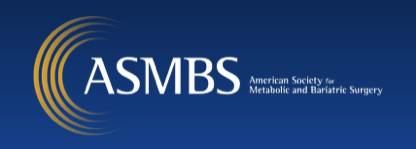 ASMBS
American Society for
Metabolic and Bariatric Surgery